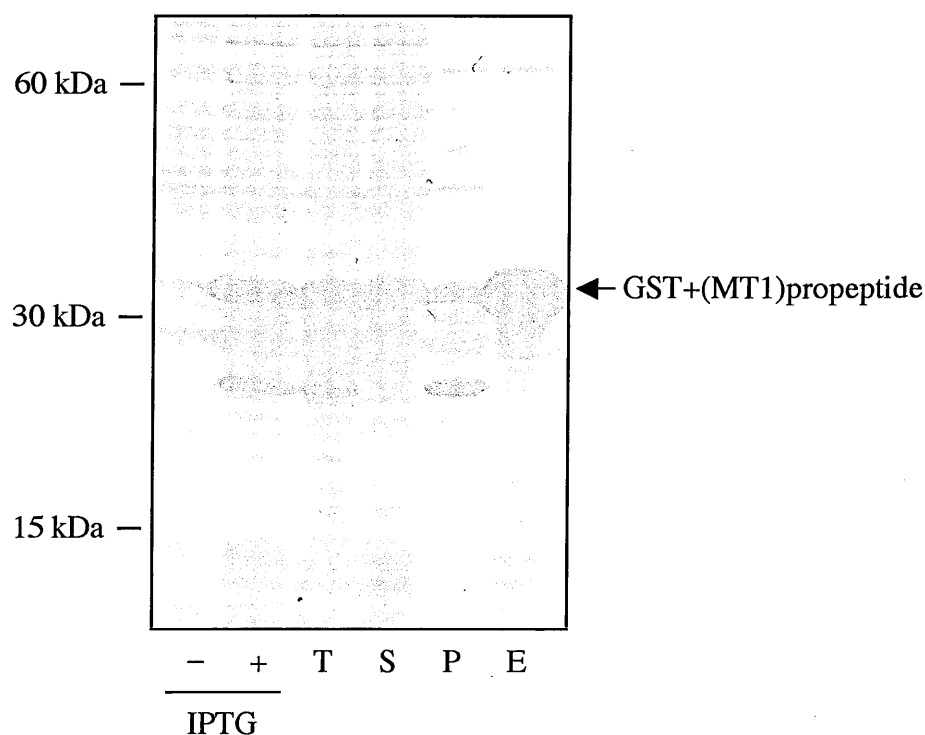 60 kDa
GST+(MT1)propeptide
30 kDa
15 kDa
− + T S P E
IPTG